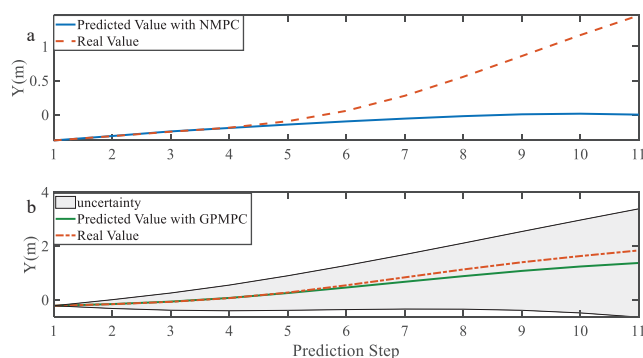 a
Predicted Value with NMPC
Real Value
Y(m)
1
0.5
0
1 2 3 4 5 6 7 8 9 10 11
b
uncertainty
Predicted Value with GPMPC
Real Value
Y(m)
4
2
0
1 2 3 4 5 6 7 8 9 10 11
Prediction Step